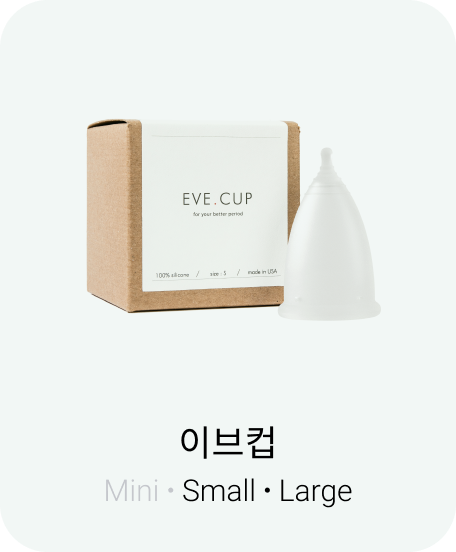 EVE.CUP
for your better period
100% silicone / size : S / made in USA
이브컵
Mini • Small • Large